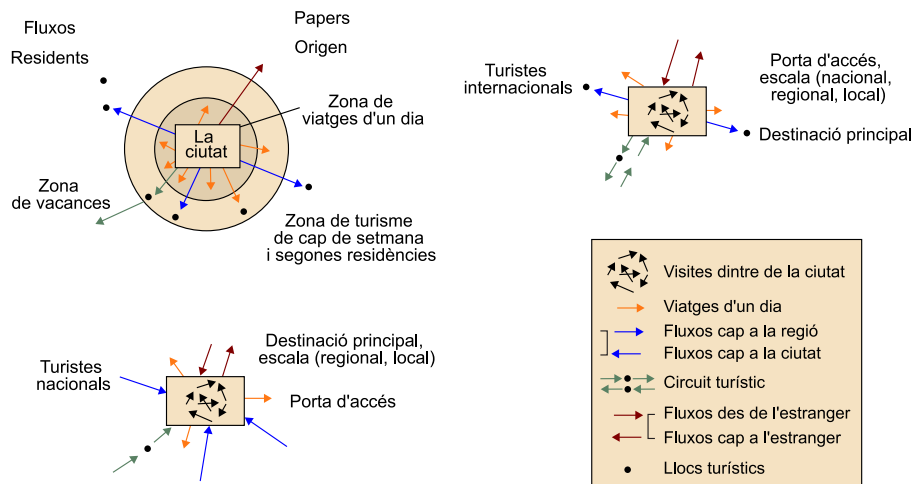 Fluxos
Residents
Papers
Origen
Zona de
viatges d'un dia
La
ciutat
Zona
de vacances
Zona de turisme
de cap de setmana
i segones residències
Turistes
internacionals
Porta d'accés,
escala (nacional,
regional, local)
Destinació principal
Turistes
nacionals
Destinació principal,
escala (regional, local)
Porta d'accés
Visites dintre de la ciutat
Viatges d'un dia
Fluxos cap a la regió
Fluxos cap a la ciutat
Circuit turístic
Fluxos des de l'estranger
Fluxos cap a l'estranger
Llocs turístics